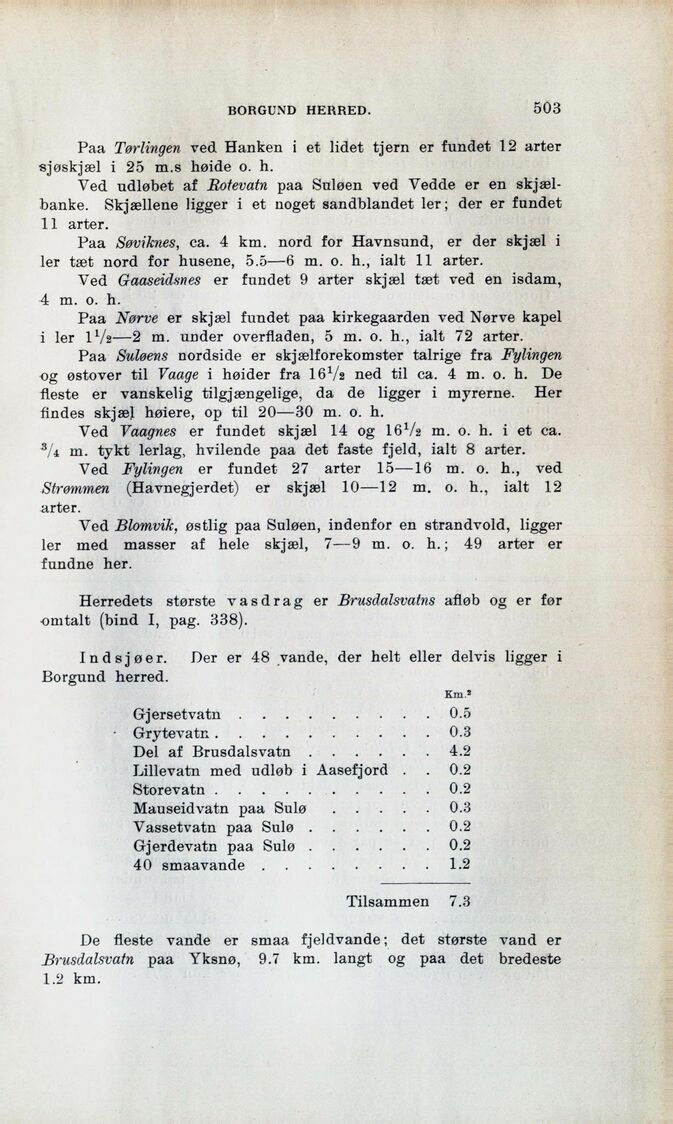 BORGUND HERRED. 503
Paa Tørlingen ved Hanken i et lidet tjern er fundet 12 arter
sjøskjæl i 25 m.s høide o. h.
Ved udløbet af Rotevatn paa Suløen ved Vedde er en skjæl-
banke. Skjællene ligger i et noget sandblandet ler; der er fundet
11 arter.
Paa Søviknes, ca. 4 km. nord for Havnsund, er der skjæl i
ler tæt nord for husene, 5.5—6 m. o. h., ialt 11 arter.
Ved Gaaseidsnes er fundet 9 arter skjæl tæt ved en isdam,
4 m. o. h.
Paa Nørve er skjæl fundet paa kirkegaarden ved Nørve kapel
i ler 1¹/₂—2 m. under overfladen, 5 m. o. h., ialt 72 arter.
Paa Suløens nordside er skjælforekomster talrige fra Fylingen
og østover til Vaage i høider fra 16¹/₂ ned til ca. 4 m. o. h. De
fleste er vanskelig tilgjængelige, da de ligger i myrerne. Her
findes skjæl høiere, op til 20—30 m. o. h.
Ved Vaagnes er fundet skjæl 14 og 16¹/₂ m. o. h. i et ca.
³/₄ m. tykt lerlag, hvilende paa det faste fjeld, ialt 8 arter.
Ved Fylingen er fundet 27 arter 15—16 m. o. h., ved
Strømmen (Havnegjerdet) er skjæl 10—12 m. o. h., ialt 12
arter.
Ved Blomvik, østlig paa Suløen, indenfor en strandvold, ligger
ler med masser af hele skjæl, 7—9 m. o. h.; 49 arter er
fundne her.
Herredets største vasdrag er Brusdalsvatns afløb og er før
omtalt (bind I, pag. 338).
Indsjøer. Der er 48 vande, der helt eller delvis ligger i
Borgund herred.
Km.²
Gjersetvatn . . . . . . . . . 0.5
Grytevatn . . . . . . . . . . 0.3
Del af Brusdalsvatn . . . . . . 4.2
Lillevatn med udløb i Aasefjord . . 0.2
Storevatn . . . . . . . . . . 0.2
Mauseidvatn paa Sulø . . . . . 0.3
Vassetvatn paa Sulø . . . . . . 0.2
Gjerdevatn paa Sulø . . . . . . 0.2
40 smaavande . . . . . . . . 1.2
Tilsammen 7.3
De fleste vande er smaa fjeldvande; det største vand er
Brusdalsvatn paa Yksnø, 9.7 km. langt og paa det bredeste
1.2 km.